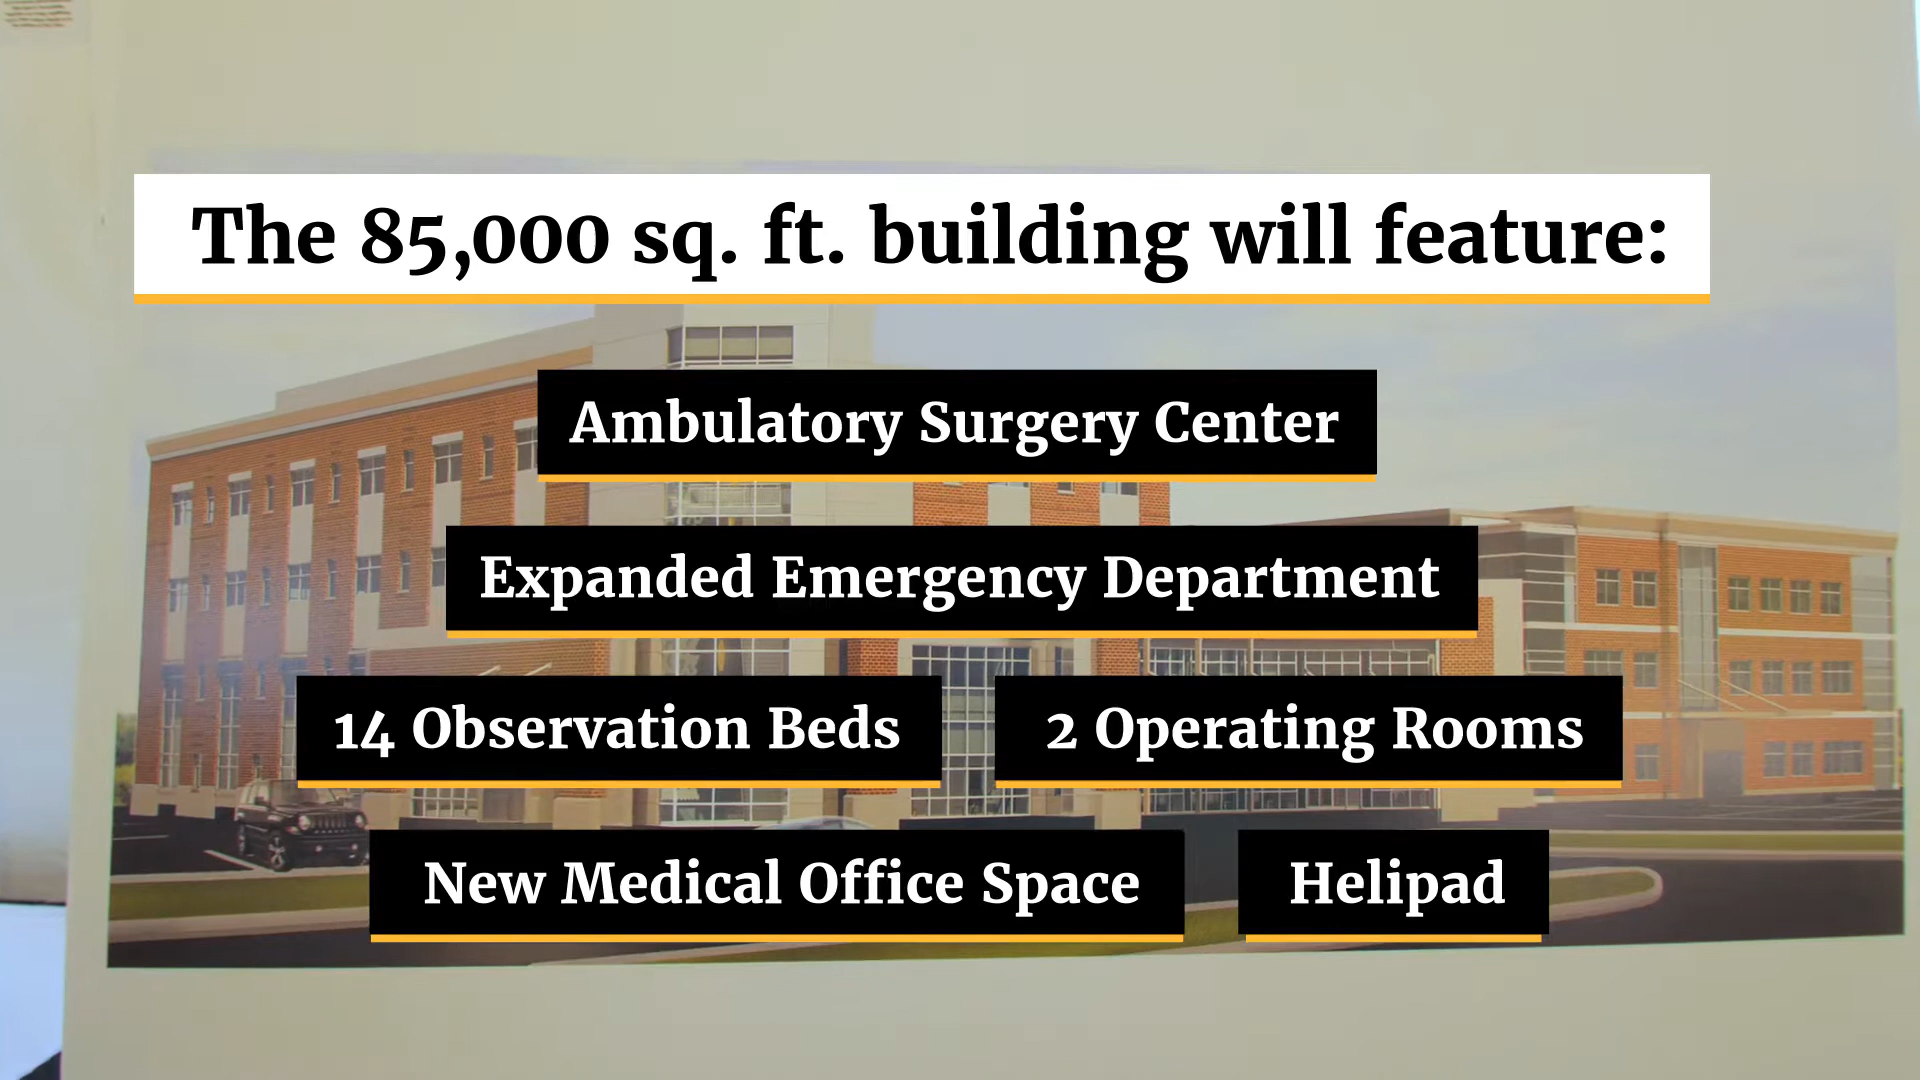 The 85,000 sq. ft. building will feature:
Ambulatory Surgery Center
Expanded Emergency Department
14 Observation Beds
2 Operating Rooms
New Medical Office Space
Helipad